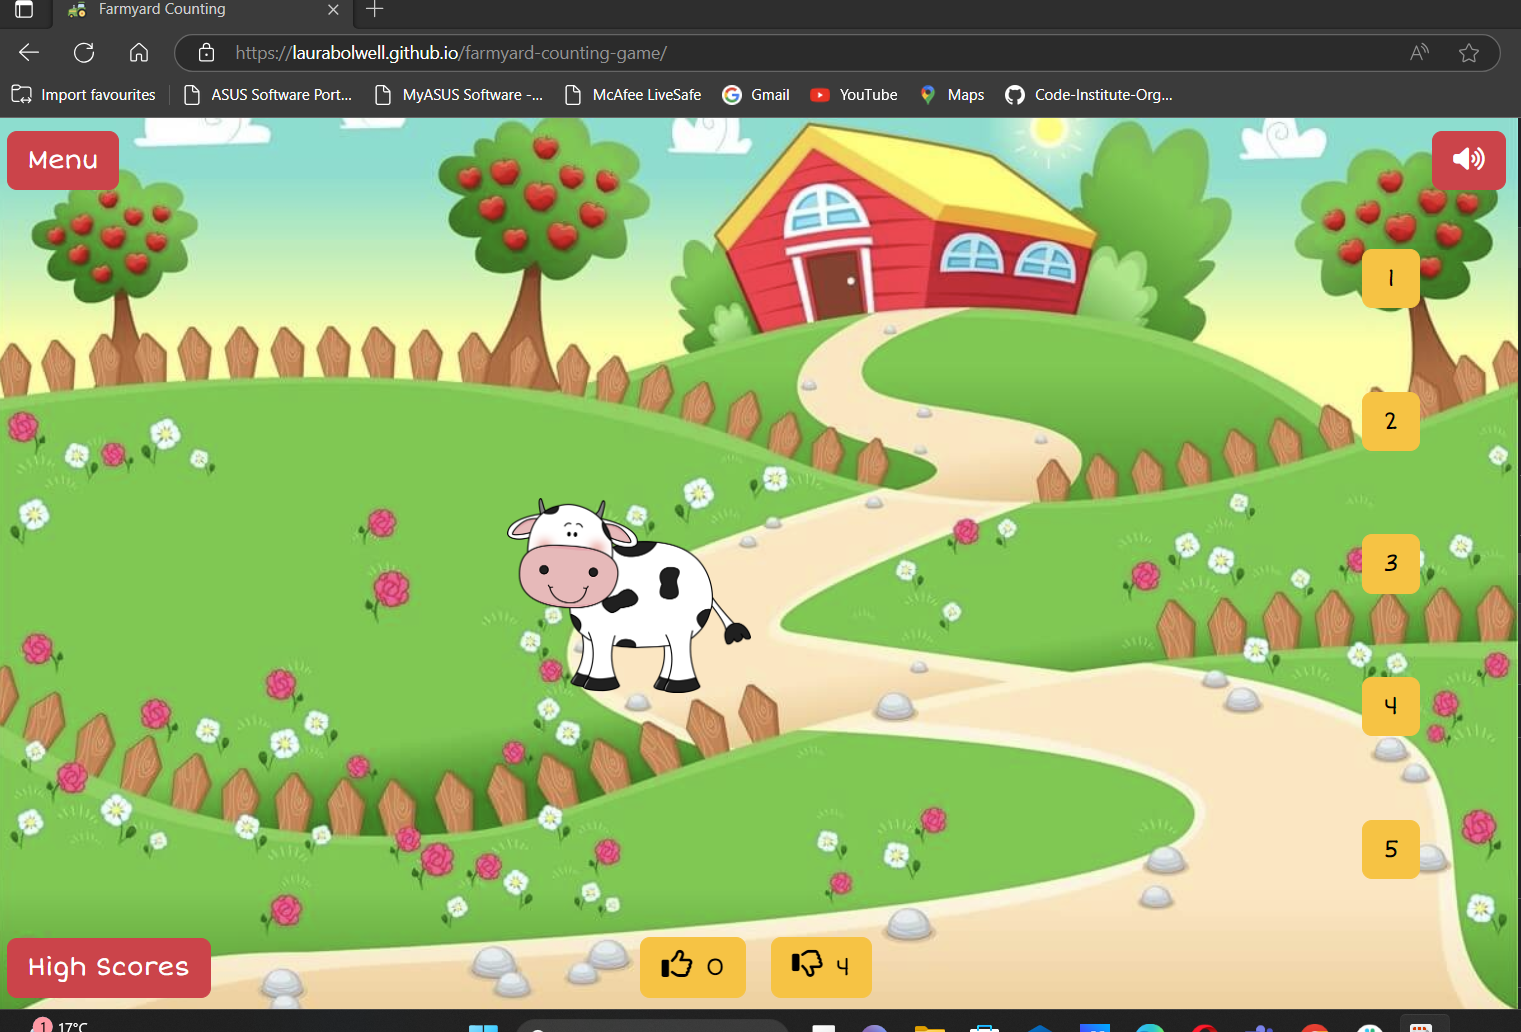 Farmyard Counting
https://laurabolwell.github.io/farmyard-counting-game/
Import favourites
ASUS Software Port...
MyASUS Software -...
McAfee LiveSafe
Gmail
YouTube
Maps
Code-Institute-Org...
Menu
1
2
3
4
5
High Scores
0
4
1
17°C